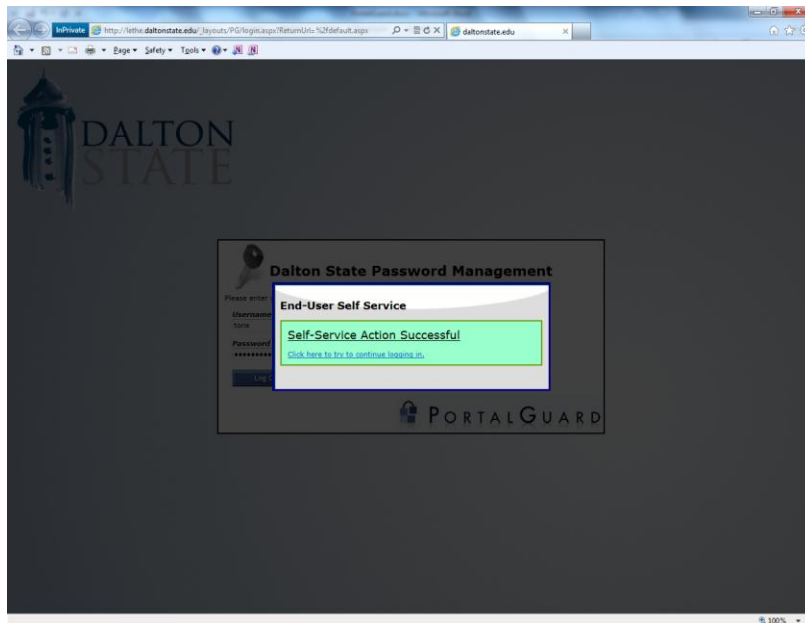 InPrivate
http://lethe.daltonstate.edu/_layouts/PG/login.aspx?ReturnUrl=%2fdefault.aspx
daltonstate.edu
Page Safety Tools
DALTON
STATE
Dalton State Password Management
Please enter
End-User Self Service
Username
Self-Service Action Successful
Password
Click here to try to continue logging in.
Log
PORTALGUARD
100%